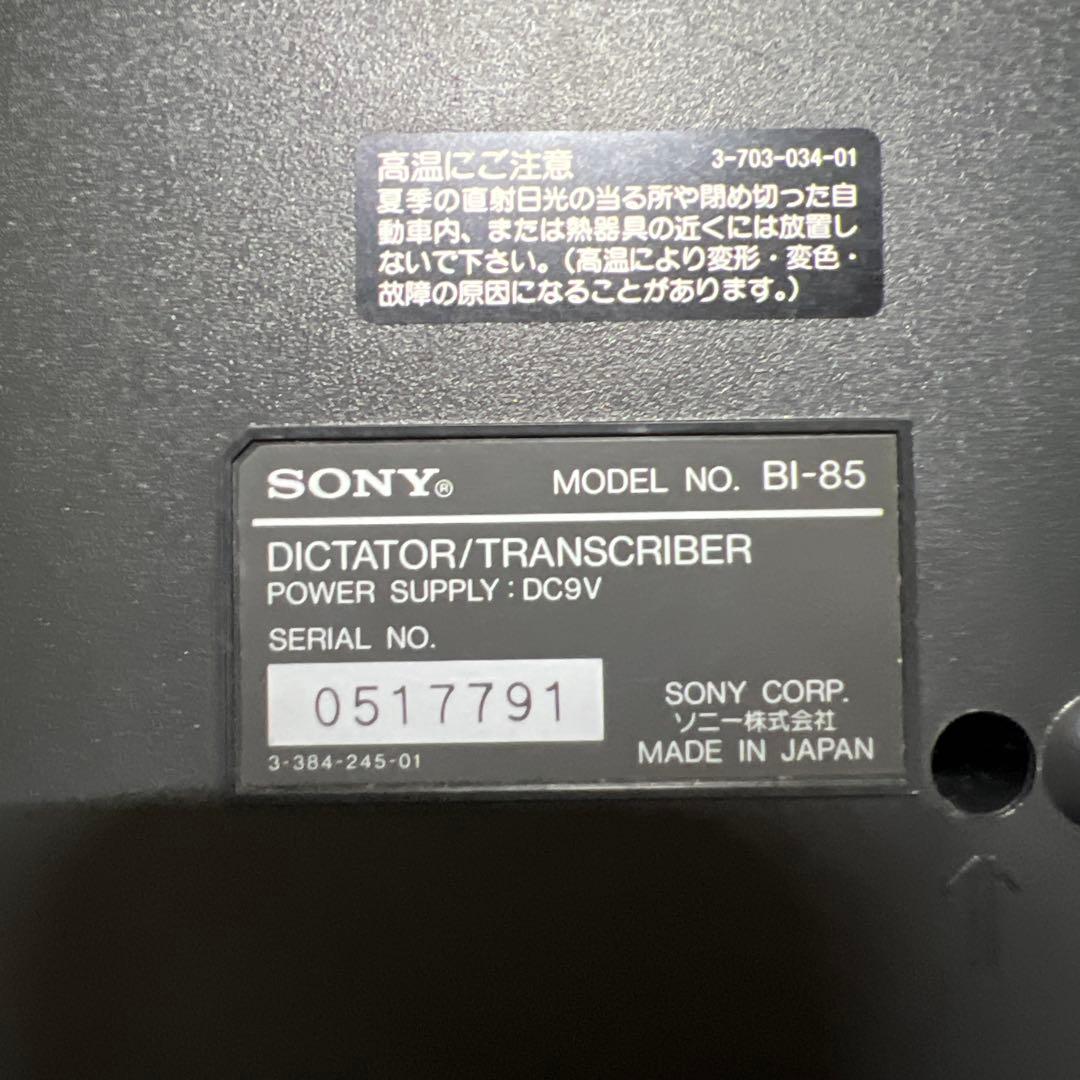 高温にご注意 3-703-034-01
夏季の直射日光の当る所や閉め切った自
動車内、または熱器具の近くには放置し
ないで下さい。(高温により変形・変色・
故障の原因になることがあります。)
SONY® MODEL NO. BI-85
DICTATOR/TRANSCRIBER
POWER SUPPLY : DC9V
SERIAL NO.
0517791
3-384-245-01
SONY CORP.
ソニー株式会社
MADE IN JAPAN